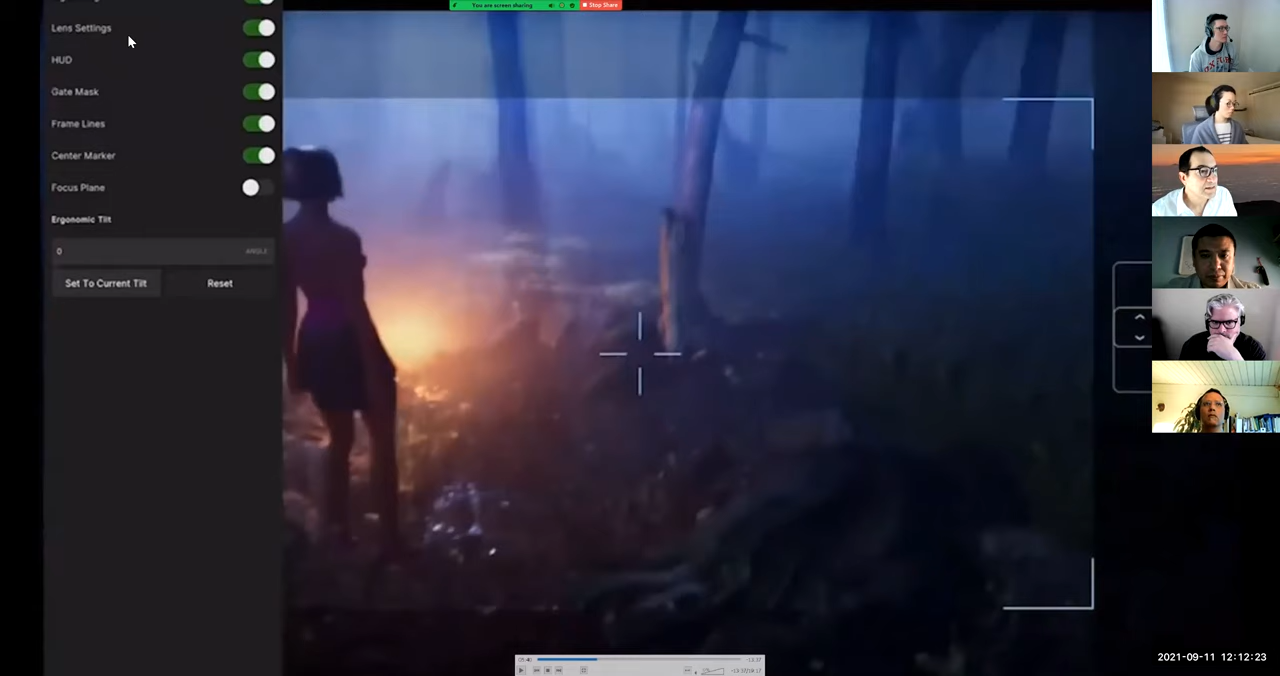 You are screen sharing
Stop Share
Lens Settings
HUD
Gate Mask
Frame Lines
Center Marker
Focus Plane
Ergonomic Tilt
0 ANGLE
Set To Current Tilt Reset
2021-09-11 12:12:23